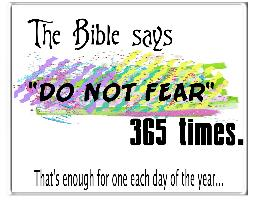 The Bible says
"DO NOT FEAR"
365 times.
That's enough for one each day of the year...